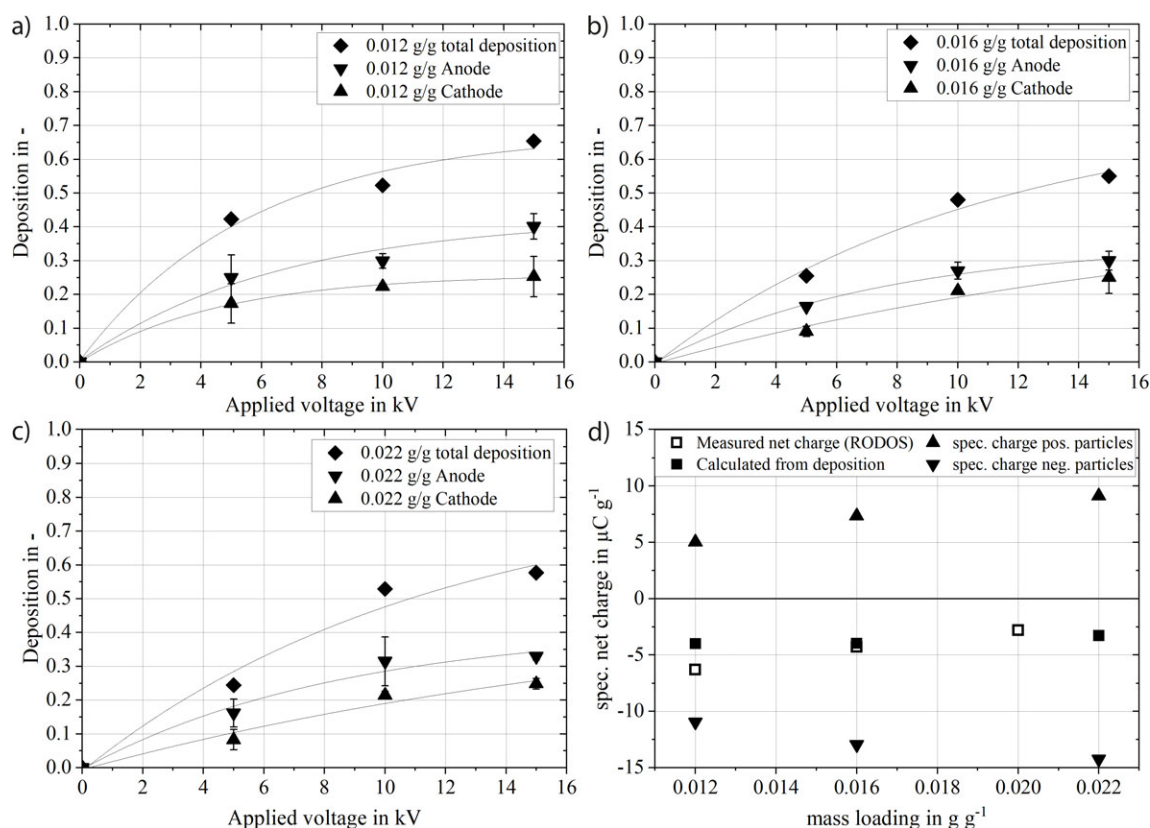 a)
0.012 g/g total deposition
0.012 g/g Anode
0.012 g/g Cathode
Deposition in -
1.0
0.9
0.8
0.7
0.6
0.5
0.4
0.3
0.2
0.1
0.0
0 2 4 6 8 10 12 14 16
Applied voltage in kV
b)
0.016 g/g total deposition
0.016 g/g Anode
0.016 g/g Cathode
Deposition in -
1.0
0.9
0.8
0.7
0.6
0.5
0.4
0.3
0.2
0.1
0.0
0 2 4 6 8 10 12 14 16
Applied voltage in kV
c)
0.022 g/g total deposition
0.022 g/g Anode
0.022 g/g Cathode
Deposition in -
1.0
0.9
0.8
0.7
0.6
0.5
0.4
0.3
0.2
0.1
0.0
0 2 4 6 8 10 12 14 16
Applied voltage in kV
d)
Measured net charge (RODOS)
Calculated from deposition
spec. charge pos. particles
spec. charge neg. particles
spec. net charge in µC g⁻¹
15
10
5
0
-5
-10
-15
0.012 0.014 0.016 0.018 0.020 0.022
mass loading in g g⁻¹